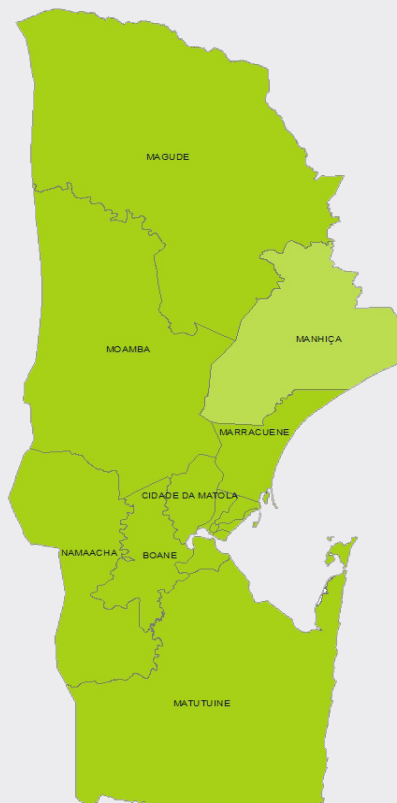 MAGUDE
MANHIÇA
MOAMBA
MARRACUENE
CIDADE DA MATOLA
NAMAACHA
BOANE
MATUTUINE